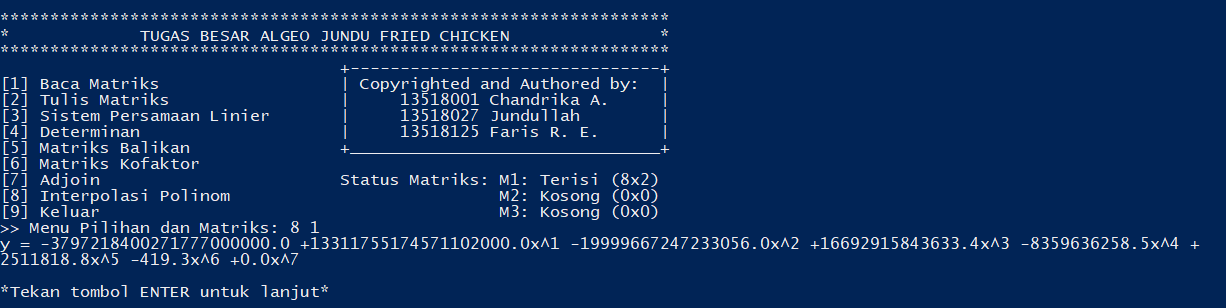 *******************************************************************
* TUGAS BESAR ALGEO JUNDU FRIED CHICKEN *
*******************************************************************
+-------------------------------+
[1] Baca Matriks | Copyrighted and Authored by: |
[2] Tulis Matriks | 13518001 Chandrika A. |
[3] Sistem Persamaan Linier | 13518027 Jundullah |
[4] Determinan | 13518125 Faris R. E. |
[5] Matriks Balikan +_______________________________+
[6] Matriks Kofaktor
[7] Adjoin Status Matriks: M1: Terisi (8x2)
[8] Interpolasi Polinom M2: Kosong (0x0)
[9] Keluar M3: Kosong (0x0)
>> Menu Pilihan dan Matriks: 8 1
y = -3797218400271777000000.0 +13311755174571102000.0x^1 -19999667247233056.0x^2 +16692915843633.4x^3 -8359636258.5x^4 +
2511818.8x^5 -419.3x^6 +0.0x^7
*Tekan tombol ENTER untuk lanjut*